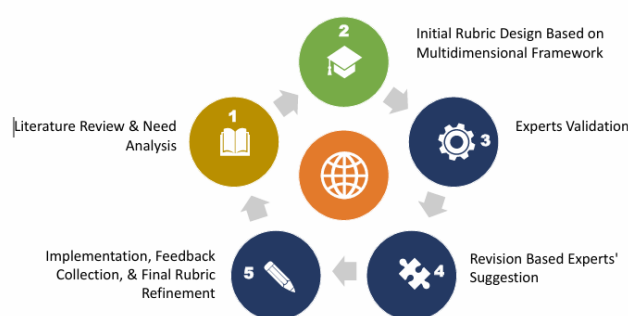 2
Initial Rubric Design Based on
Multidimensional Framework
1
Literature Review & Need
Analysis
3
Experts Validation
Implementation, Feedback
Collection, & Final Rubric
Refinement
5
4
Revision Based Experts'
Suggestion